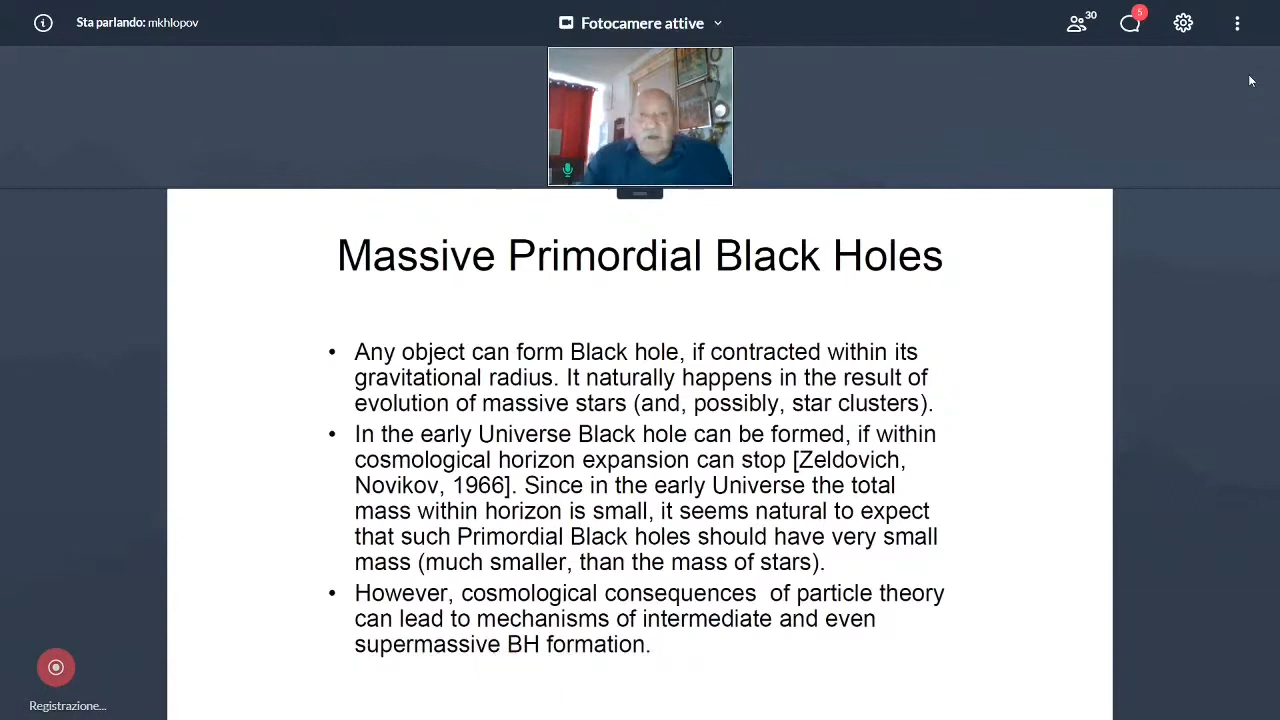 Sta parlando: mkhlopov
Fotocamere attive
30
5
Massive Primordial Black Holes
• Any object can form Black hole, if contracted within its
gravitational radius. It naturally happens in the result of
evolution of massive stars (and, possibly, star clusters).
• In the early Universe Black hole can be formed, if within
cosmological horizon expansion can stop [Zeldovich,
Novikov, 1966]. Since in the early Universe the total
mass within horizon is small, it seems natural to expect
that such Primordial Black holes should have very small
mass (much smaller, than the mass of stars).
• However, cosmological consequences  of particle theory
can lead to mechanisms of intermediate and even
supermassive BH formation.
Registrazione...